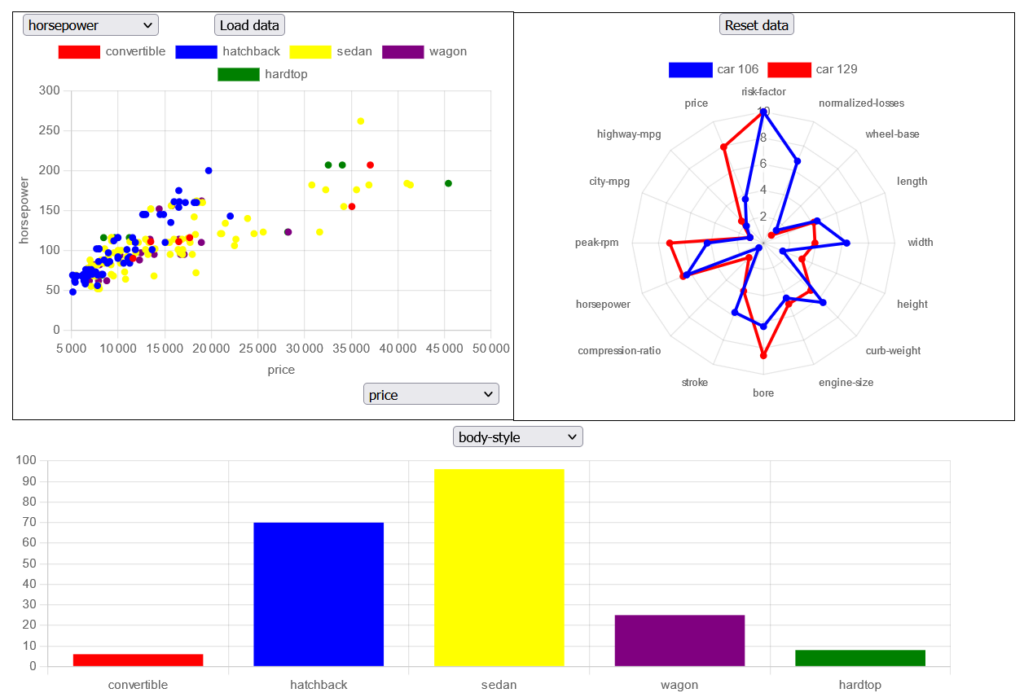 horsepower
Load data
convertible hatchback sedan wagon
hardtop
300
250
200
150
100
50
0
horsepower
5 000 10 000 15 000 20 000 25 000 30 000 35 000 40 000 45 000 50 000
price
price
Reset data
car 106 car 129
risk-factor
price normalized-losses
highway-mpg wheel-base
city-mpg length
peak-rpm width
horsepower height
compression-ratio curb-weight
stroke engine-size
bore
10
8
6
4
2
body-style
100
90
80
70
60
50
40
30
20
10
0
convertible hatchback sedan wagon hardtop